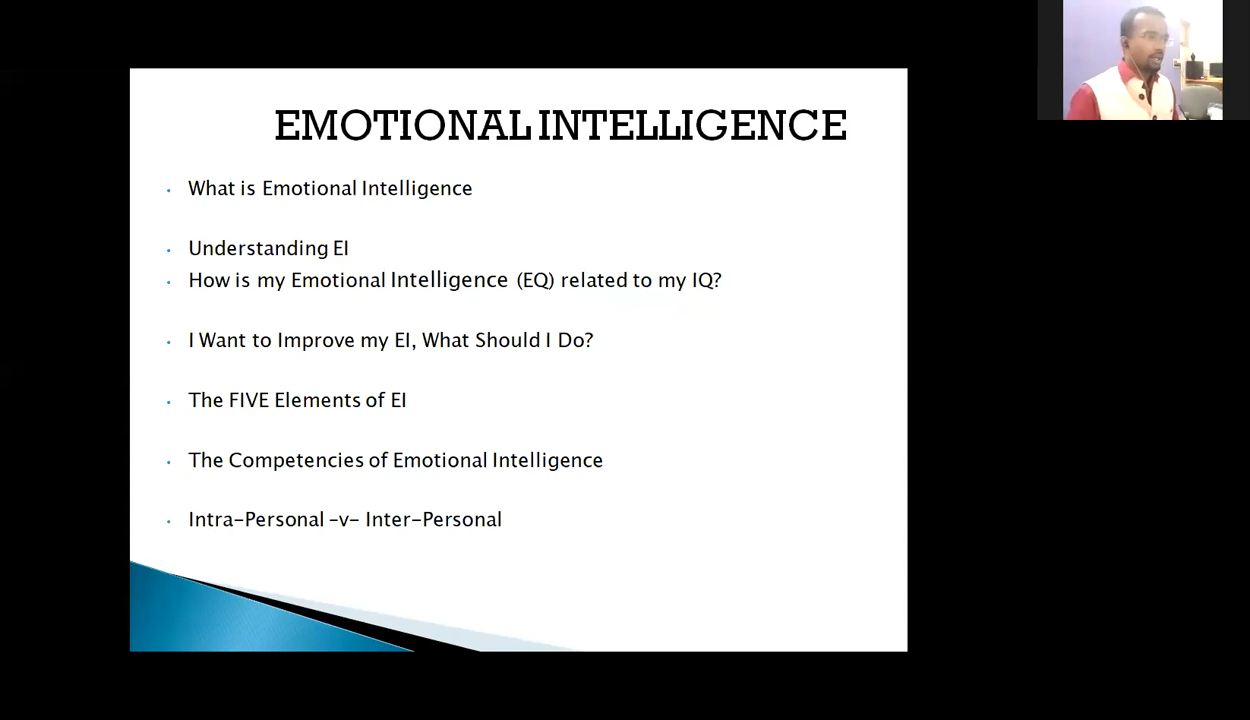 EMOTIONAL INTELLIGENCE
What is Emotional Intelligence
Understanding EI
How is my Emotional Intelligence (EQ) related to my IQ?
I Want to Improve my EI, What Should I Do?
The FIVE Elements of EI
The Competencies of Emotional Intelligence
Intra-Personal -v- Inter-Personal